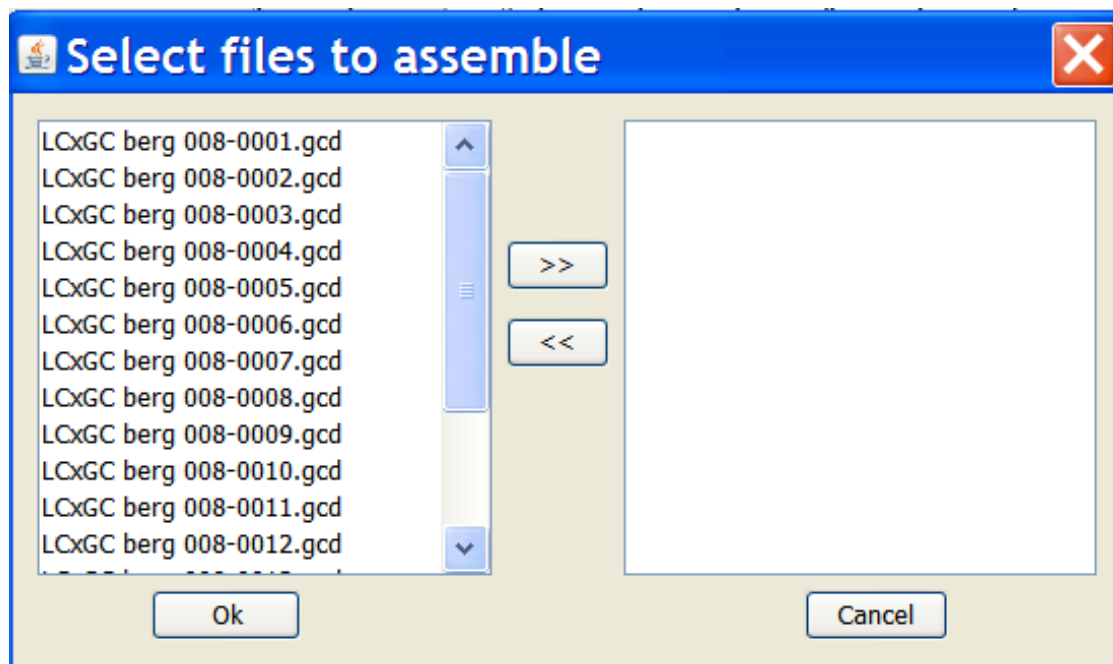 Select files to assemble
LCxGC berg 008-0001.gcd
LCxGC berg 008-0002.gcd
LCxGC berg 008-0003.gcd
LCxGC berg 008-0004.gcd
LCxGC berg 008-0005.gcd
LCxGC berg 008-0006.gcd
LCxGC berg 008-0007.gcd
LCxGC berg 008-0008.gcd
LCxGC berg 008-0009.gcd
LCxGC berg 008-0010.gcd
LCxGC berg 008-0011.gcd
LCxGC berg 008-0012.gcd
>>
<<
Ok
Cancel